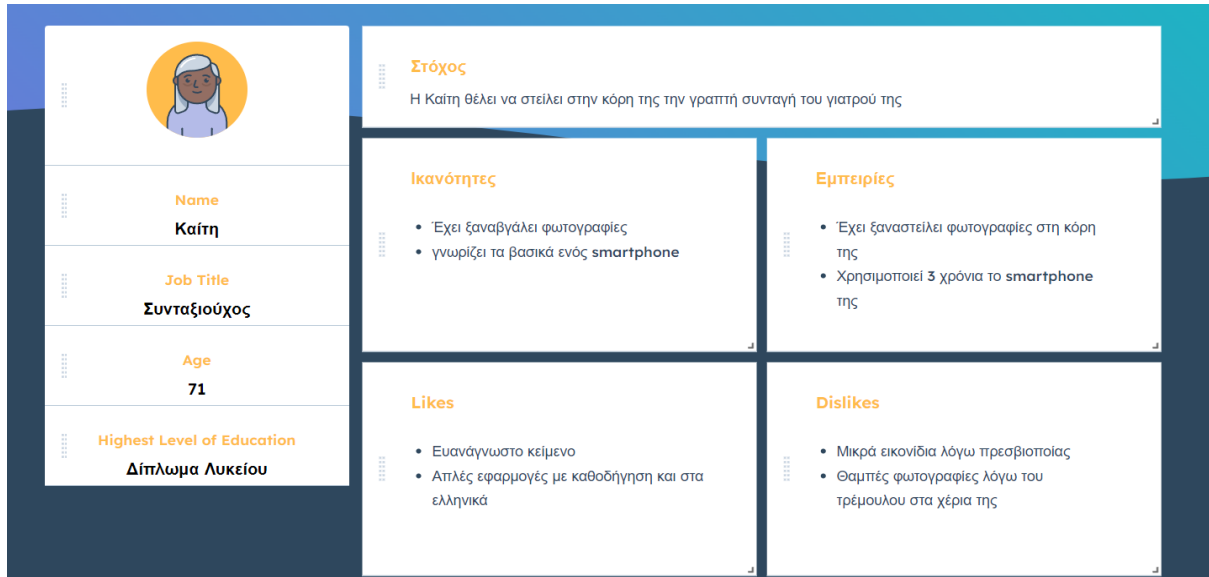 Στόχος
Η Καίτη θέλει να στείλει στην κόρη της την γραπτή συνταγή του γιατρού της
Name
Καίτη
Job Title
Συνταξιούχος
Age
71
Highest Level of Education
Δίπλωμα Λυκείου
Ικανότητες
• Έχει ξαναβγάλει φωτογραφίες
• γνωρίζει τα βασικά ενός smartphone
Εμπειρίες
• Έχει ξαναστείλει φωτογραφίες στη κόρη
της
• Χρησιμοποιεί 3 χρόνια το smartphone
της
Likes
• Ευανάγνωστο κείμενο
• Απλές εφαρμογές με καθοδήγηση και στα
ελληνικά
Dislikes
• Μικρά εικονίδια λόγω πρεσβιοποίας
• Θαμπές φωτογραφίες λόγω του
τρέμουλου στα χέρια της